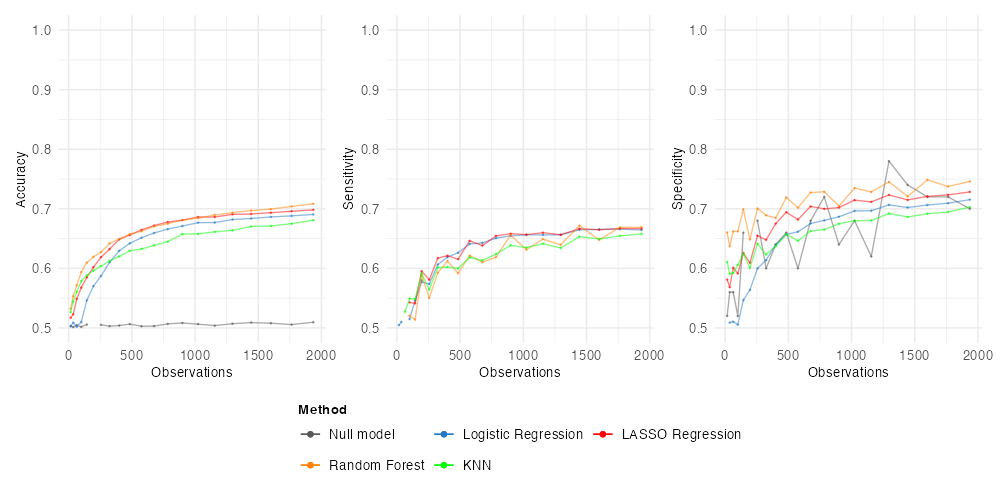 1.0
0.9
0.8
0.7
0.6
0.5
Accuracy
0 500 1000 1500 2000
Observations
1.0
0.9
0.8
0.7
0.6
0.5
Sensitivity
0 500 1000 1500 2000
Observations
1.0
0.9
0.8
0.7
0.6
0.5
Specificity
0 500 1000 1500 2000
Observations
Method
Null model Logistic Regression LASSO Regression
Random Forest KNN